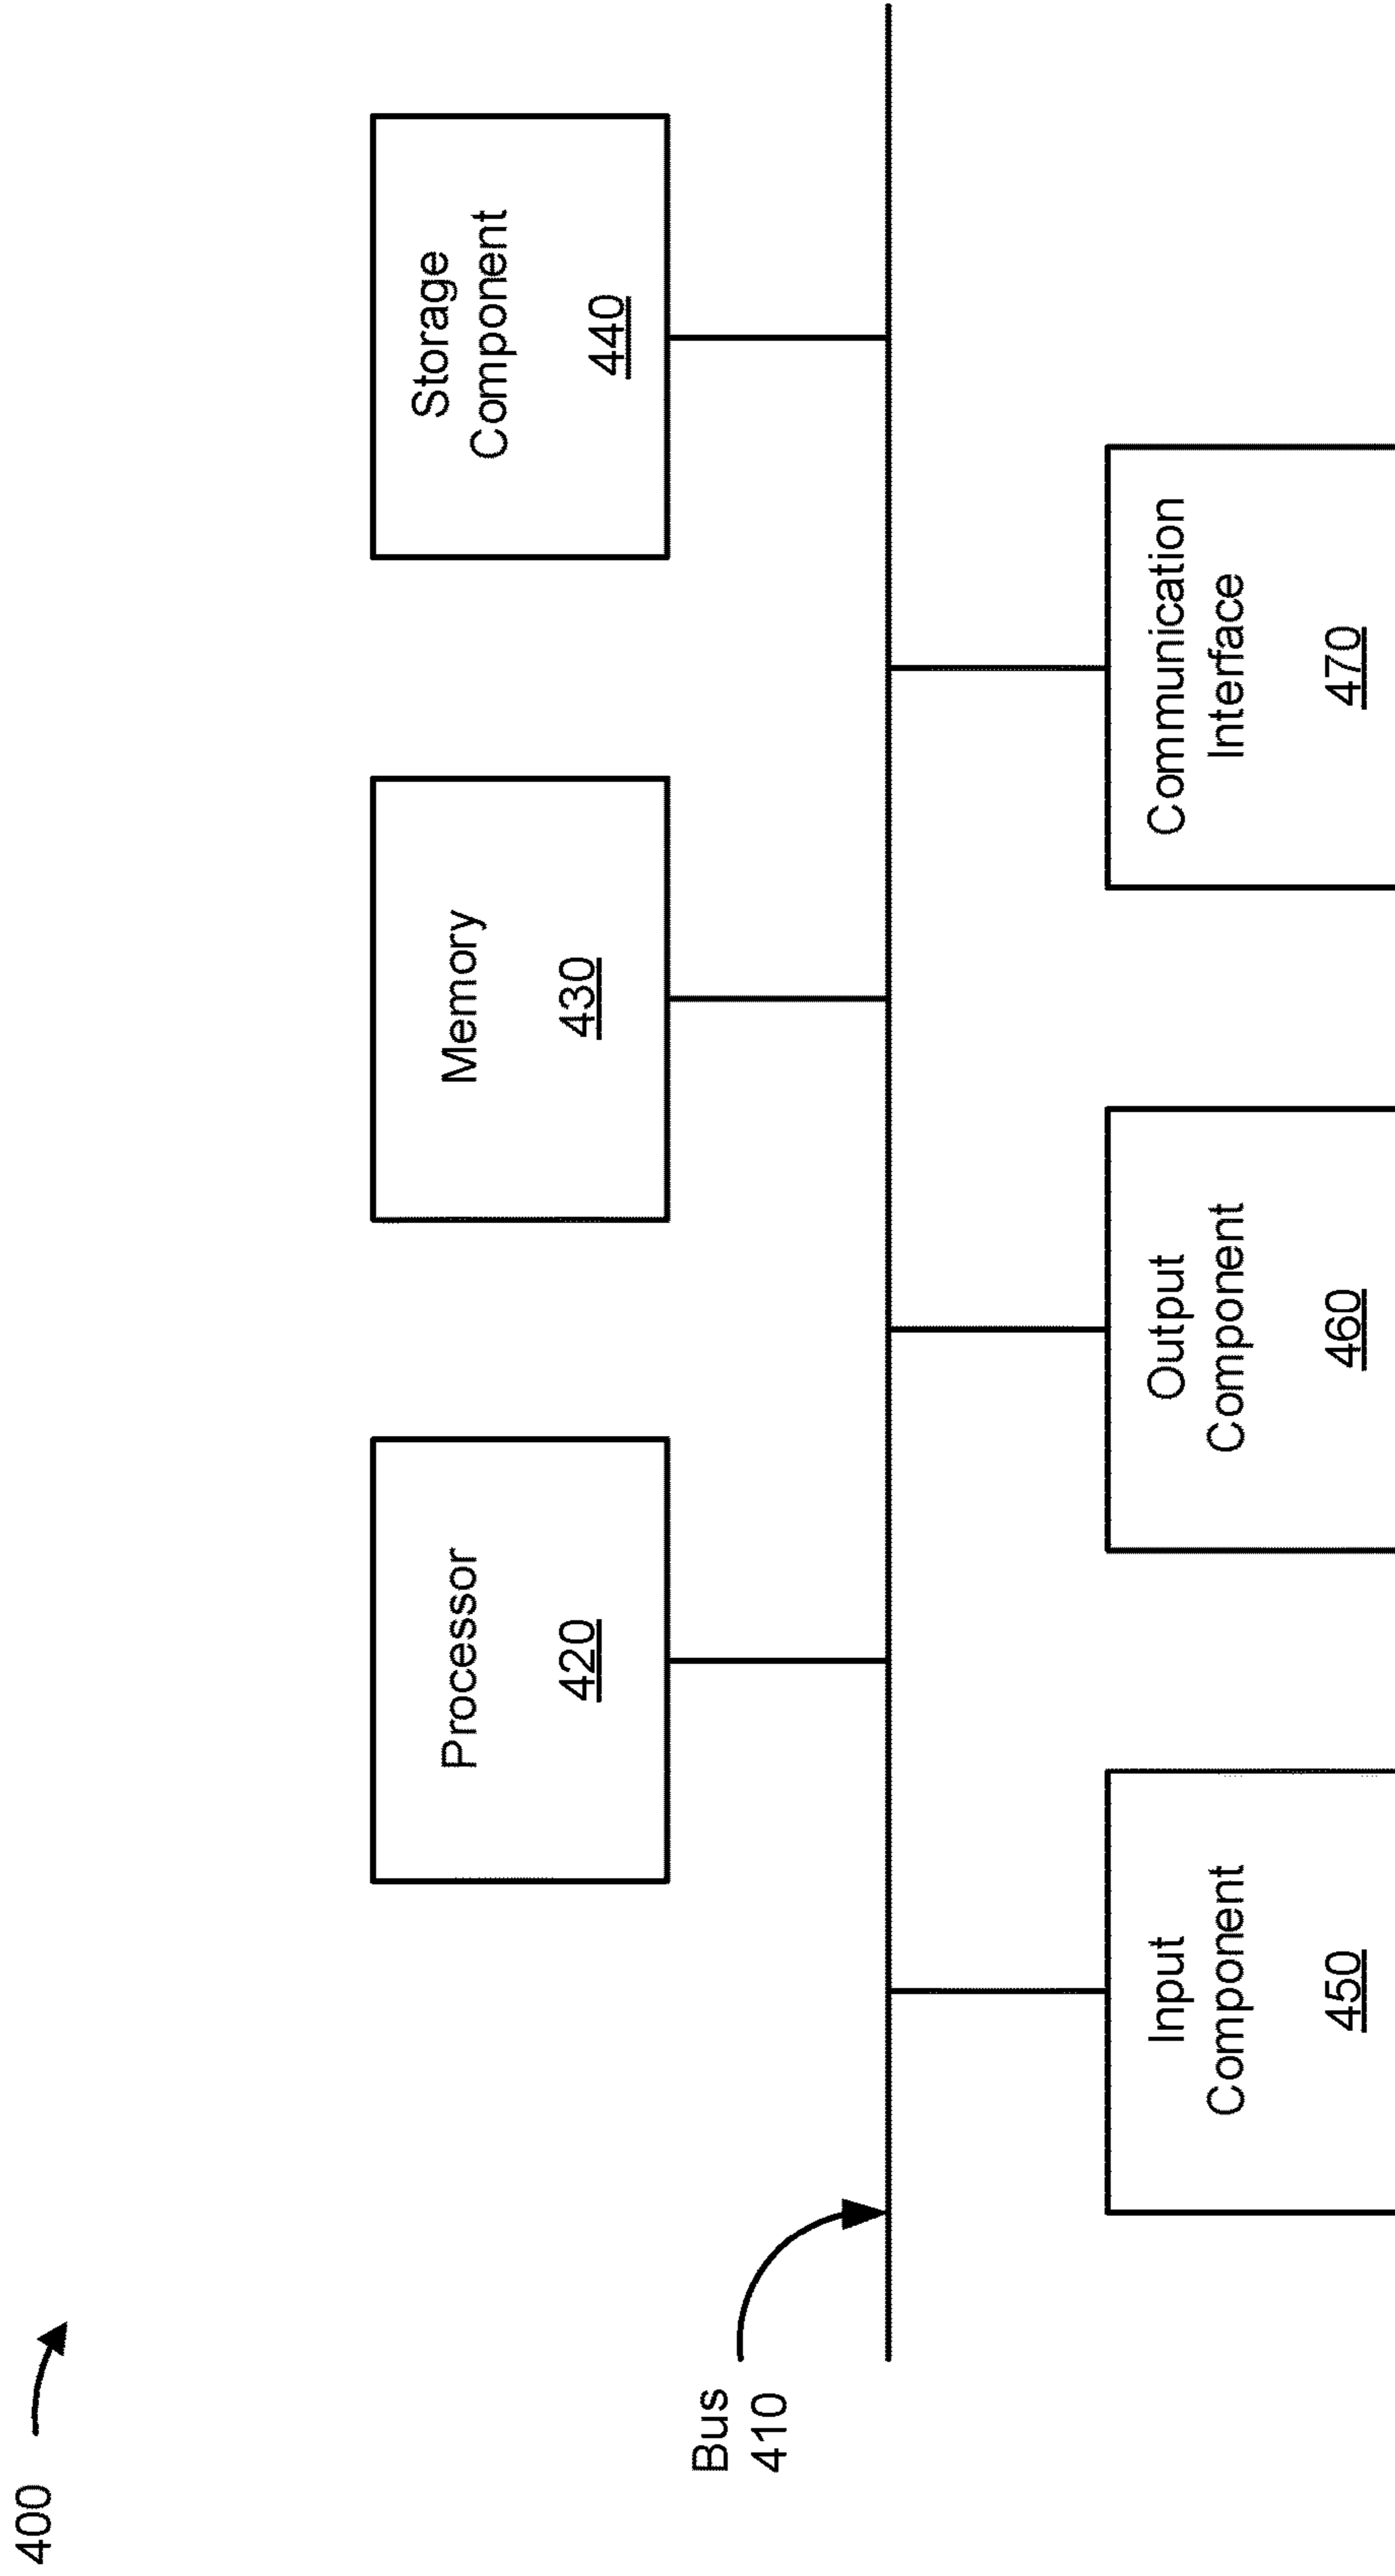 400
Processor
420
Memory
430
Storage
Component
440
Bus
410
Input
Component
450
Output
Component
460
Communication
Interface
470